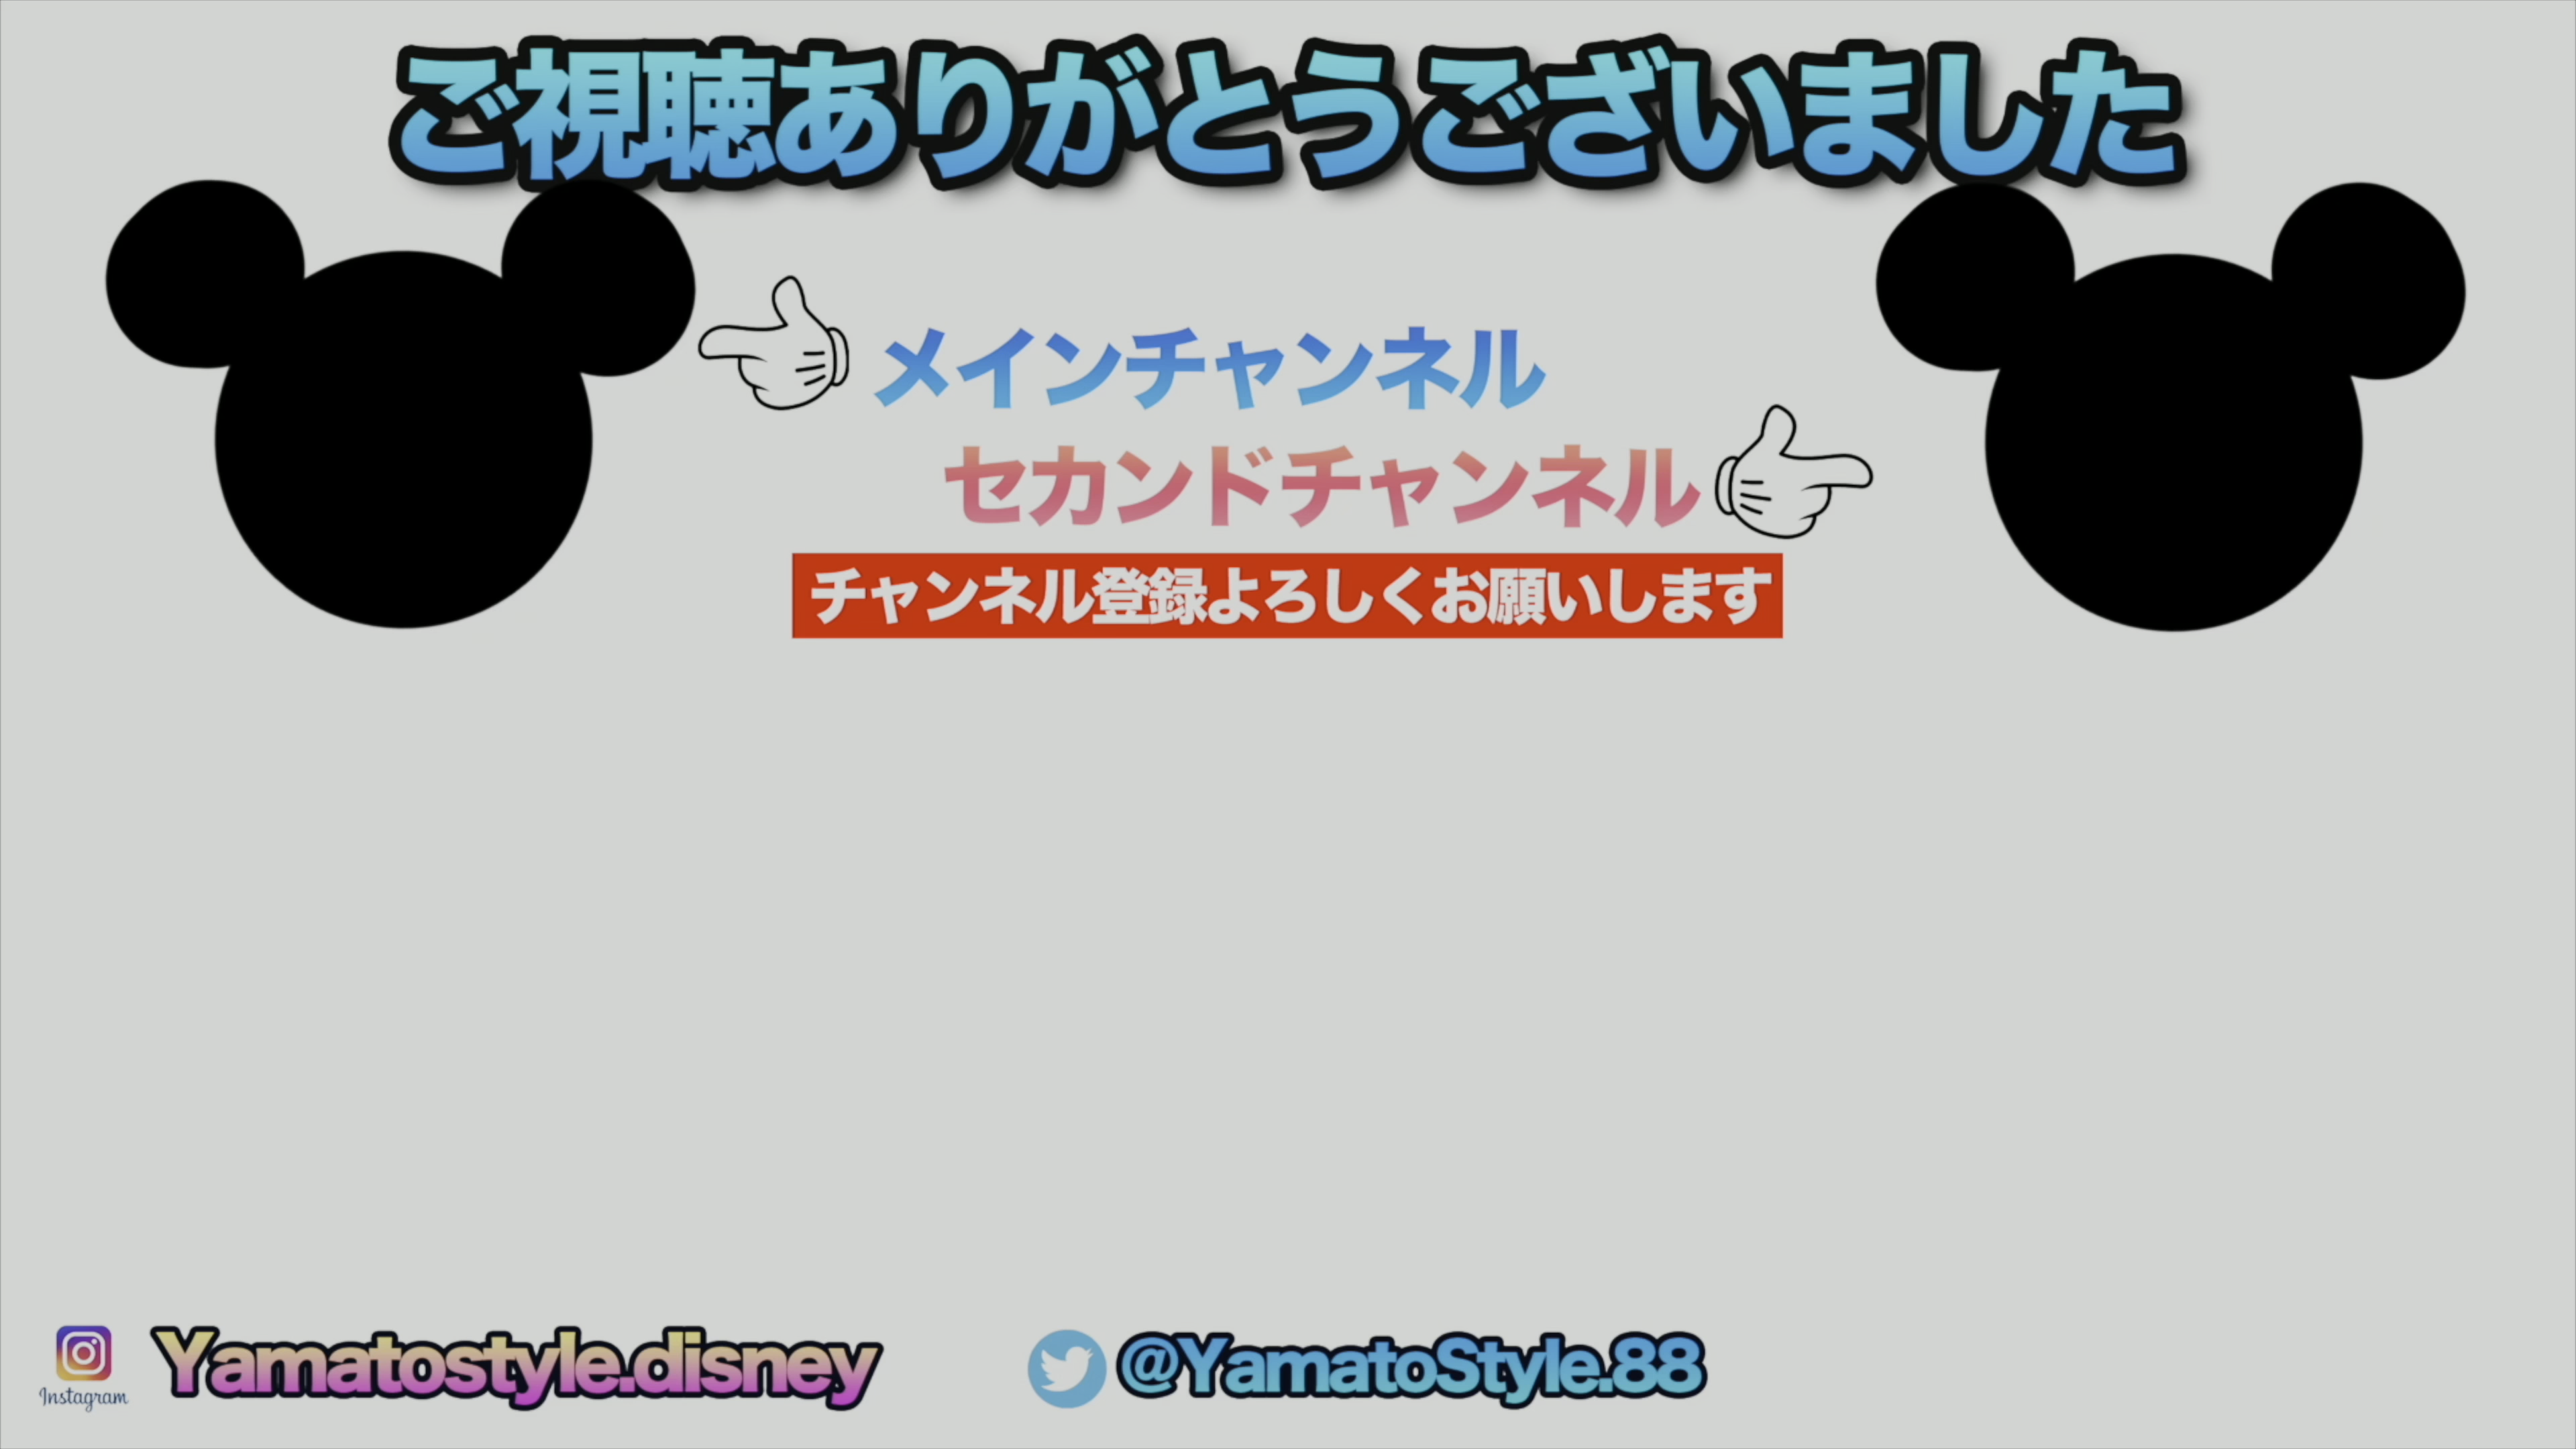 ご視聴ありがとうございました
メインチャンネル
セカンドチャンネル
チャンネル登録よろしくお願いします
Instagram
Yamatostyle.disney
@YamatoStyle.88